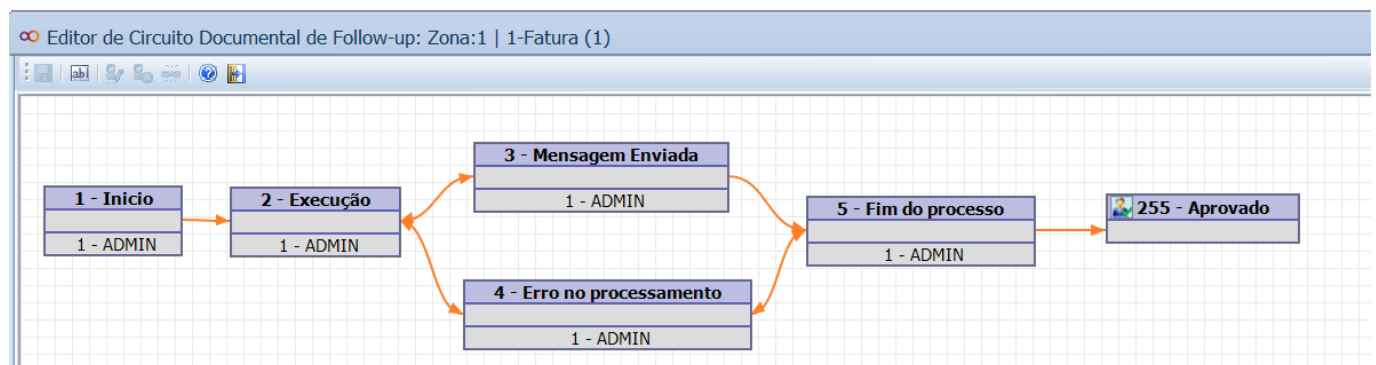 Editor de Circuito Documental de Follow-up: Zona:1 | 1-Fatura (1)
ab
1 - Inicio
1 - ADMIN
2 - Execução
1 - ADMIN
3 - Mensagem Enviada
1 - ADMIN
4 - Erro no processamento
1 - ADMIN
5 - Fim do processo
1 - ADMIN
255 - Aprovado